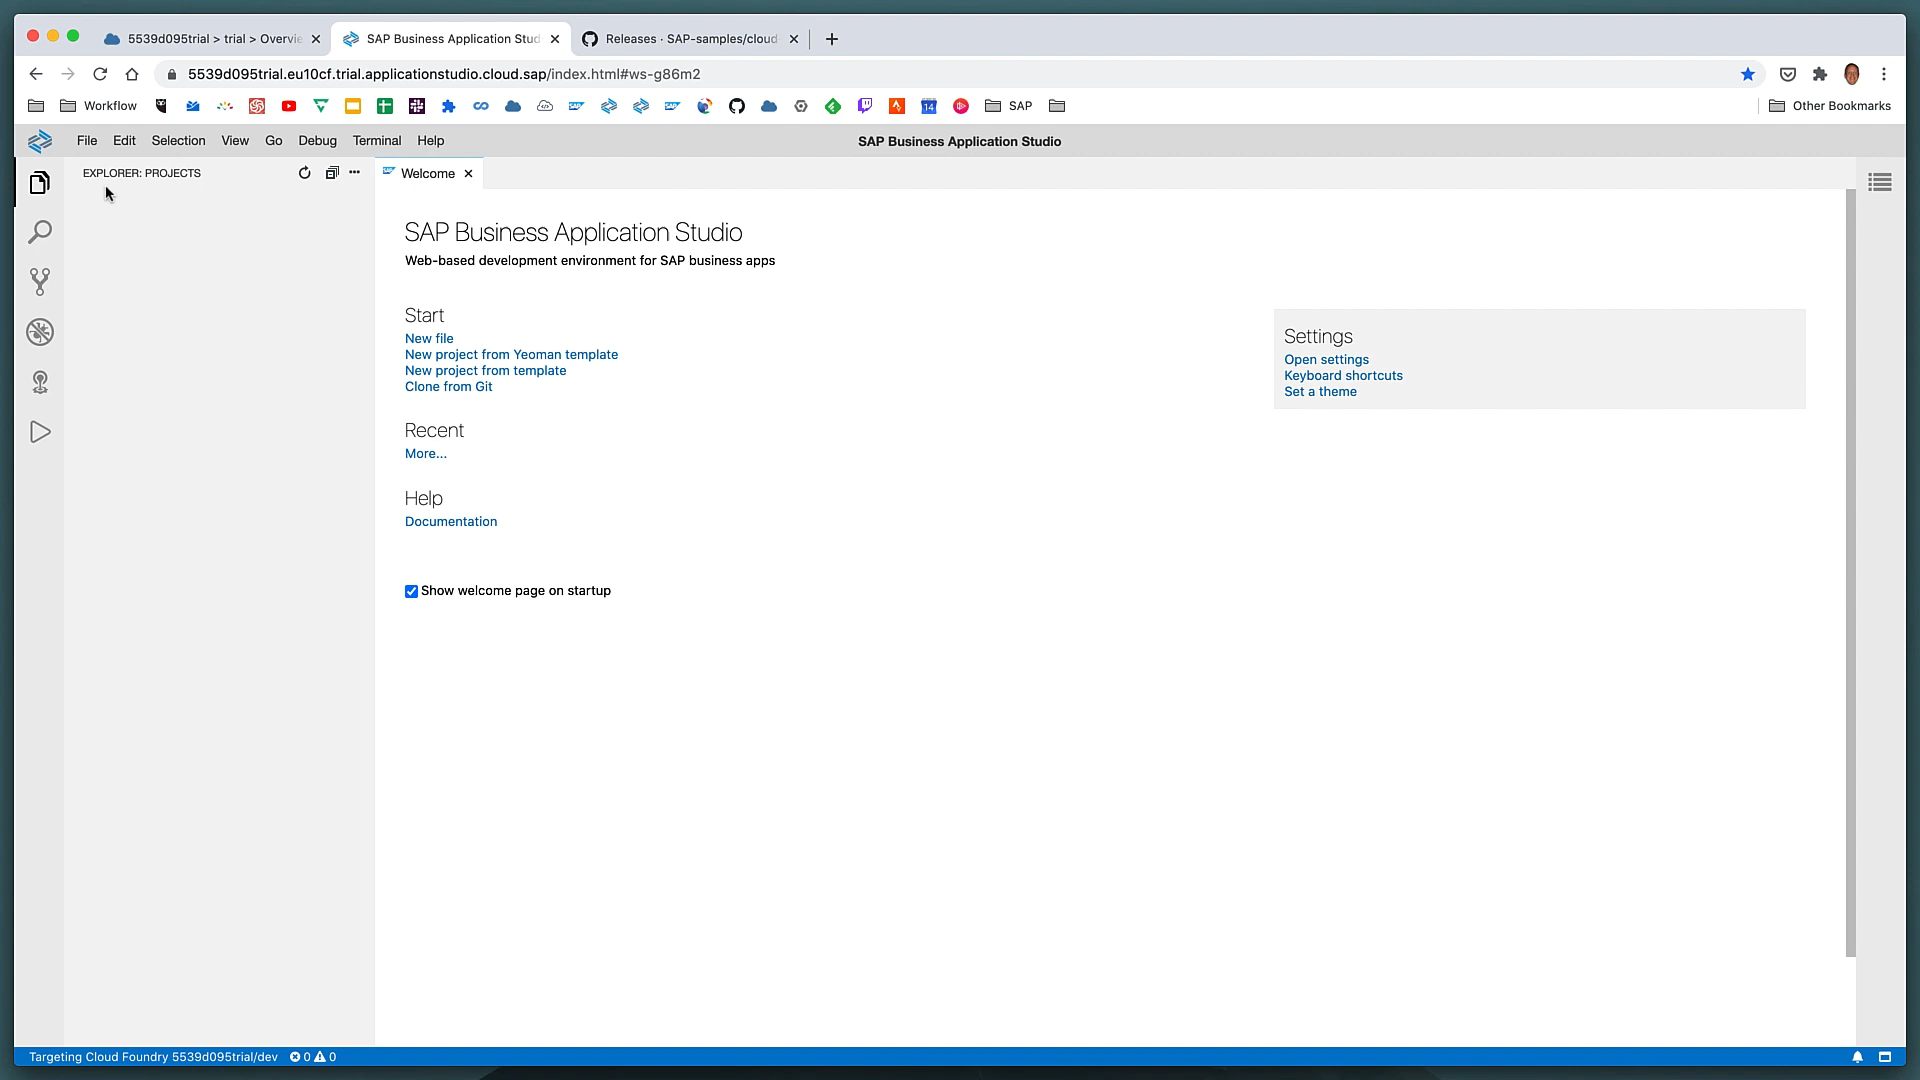 5539d095trial > trial > Overvie
SAP Business Application Stud
Releases · SAP-samples/cloud
5539d095trial.eu10cf.trial.applicationstudio.cloud.sap/index.html#ws-g86m2
Workflow
SAP
Other Bookmarks
File Edit Selection View Go Debug Terminal Help
SAP Business Application Studio
EXPLORER: PROJECTS
Welcome
SAP Business Application Studio
Web-based development environment for SAP business apps
Start
New file
New project from Yeoman template
New project from template
Clone from Git
Recent
More...
Help
Documentation
Show welcome page on startup
Settings
Open settings
Keyboard shortcuts
Set a theme
Targeting Cloud Foundry 5539d095trial/dev 0 0